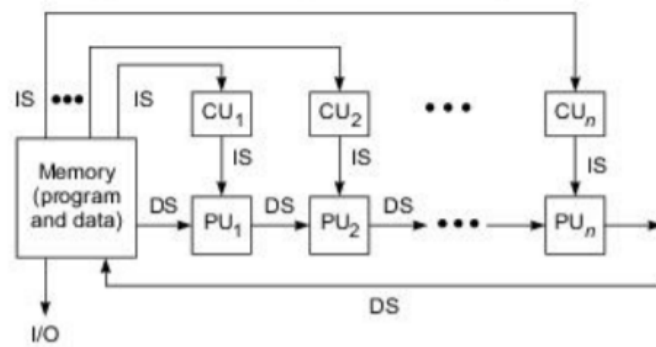 IS ••• IS
CU1 CU2 ••• CUn
IS IS IS
Memory
(program
and data)
DS DS DS
PU1 PU2 ••• PUn
DS
I/O